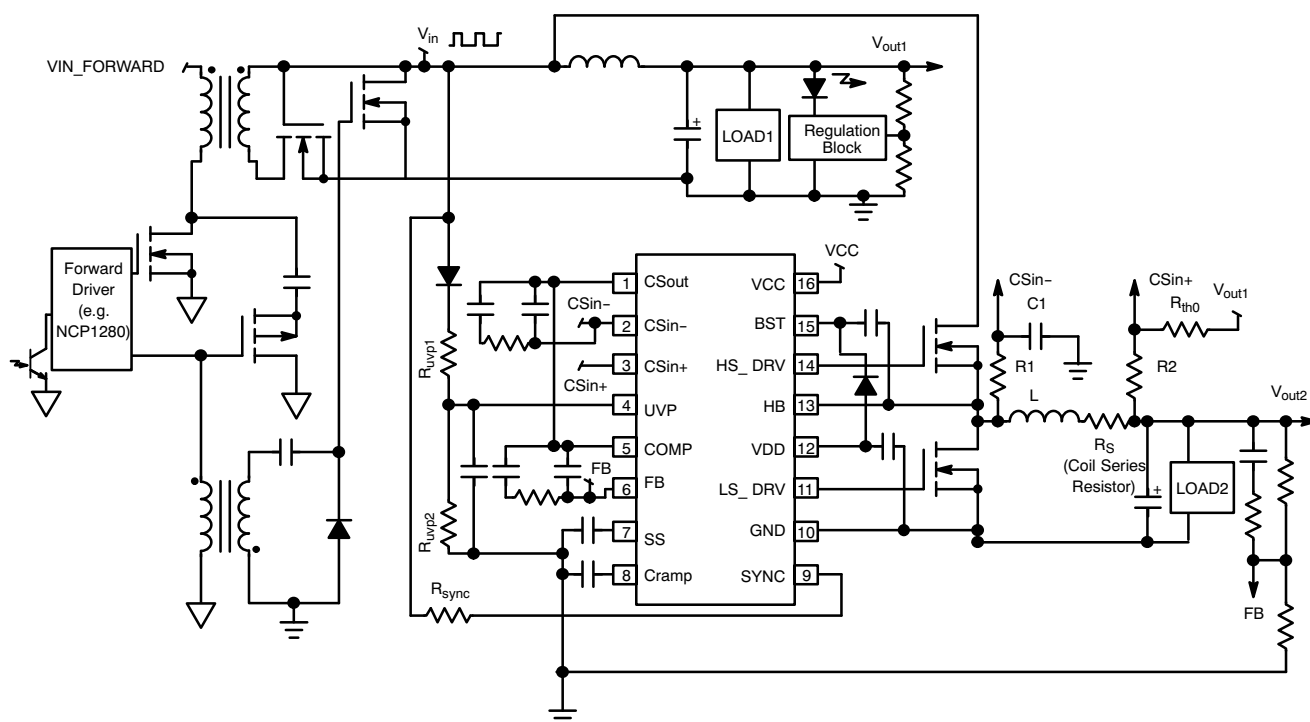 VIN_FORWARD
Vin
Vout1
LOAD1
Regulation
Block
+
Forward
Driver
(e.g.
NCP1280)
Ruvp1
Ruvp2
Rsync
CSin−
CSin+
FB
1 CSout
2 CSin−
3 CSin+
4 UVP
5 COMP
6 FB
7 SS
8 Cramp
VCC
VCC 16
BST 15
HS_ DRV 14
HB 13
VDD 12
LS_ DRV 11
GND 10
SYNC 9
CSin−
C1
R1
CSin+
Rth0
Vout1
R2
L
RS
(Coil Series
Resistor)
+
LOAD2
Vout2
FB